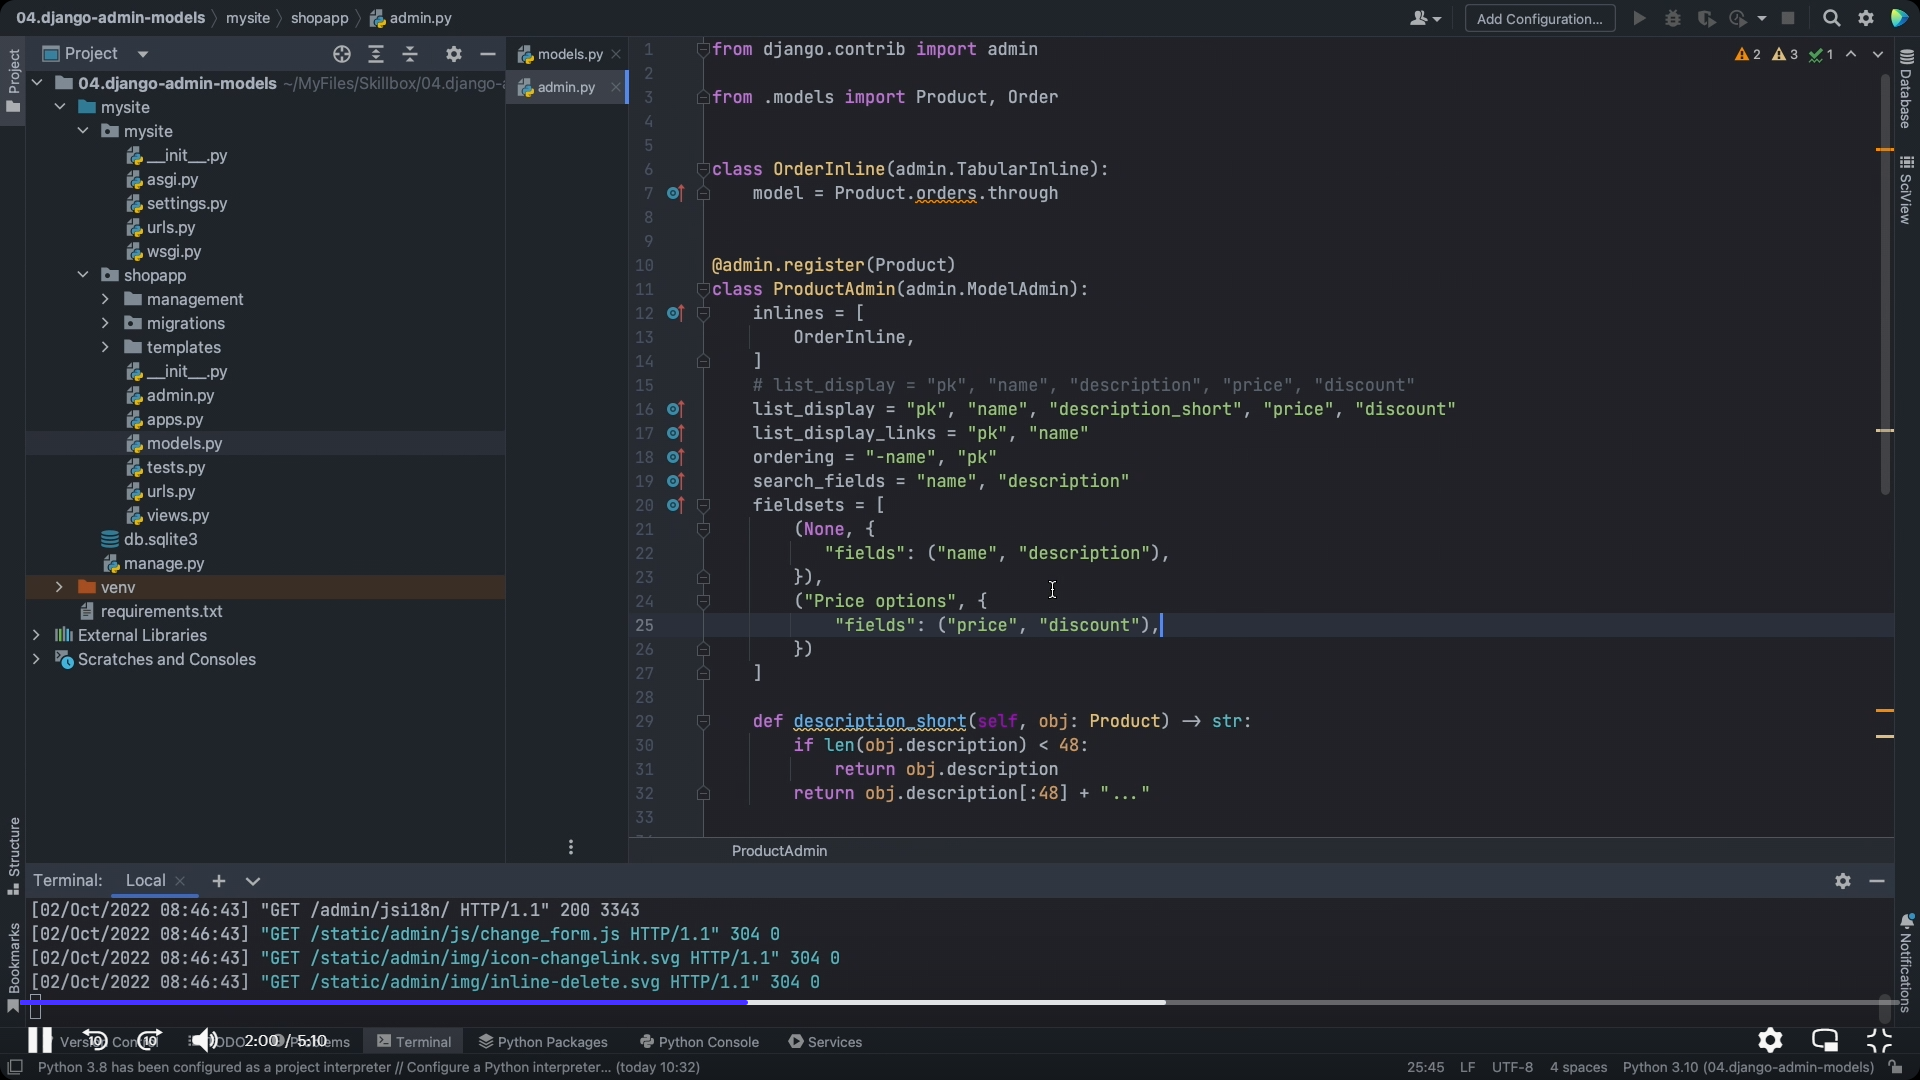 04.django-admin-models mysite shopapp admin.py
Add Configuration...
Project
models.py
admin.py
2 3 1
04.django-admin-models ~/MyFiles/Skillbox/04.django-
mysite
mysite
__init__.py
asgi.py
settings.py
urls.py
wsgi.py
shopapp
management
migrations
templates
__init__.py
admin.py
apps.py
models.py
tests.py
urls.py
views.py
db.sqlite3
manage.py
venv
requirements.txt
External Libraries
Scratches and Consoles
Project
Structure
Bookmarks
1 from django.contrib import admin
2
3 from .models import Product, Order
4
5
6 class OrderInline(admin.TabularInline):
7 model = Product.orders.through
8
9
10 @admin.register(Product)
11 class ProductAdmin(admin.ModelAdmin):
12 inlines = [
13 OrderInline,
14 ]
15 # list_display = "pk", "name", "description", "price", "discount"
16 list_display = "pk", "name", "description_short", "price", "discount"
17 list_display_links = "pk", "name"
18 ordering = "-name", "pk"
19 search_fields = "name", "description"
20 fieldsets = [
21 (None, {
22 "fields": ("name", "description"),
23 }),
24 ("Price options", {
25 "fields": ("price", "discount"),
26 })
27 ]
28
29 def description_short(self, obj: Product) → str:
30 if len(obj.description) < 48:
31 return obj.description
32 return obj.description[:48] + "..."
33
ProductAdmin
Database
SciView
Notifications
Terminal: Local
[02/Oct/2022 08:46:43] "GET /admin/jsi18n/ HTTP/1.1" 200 3343
[02/Oct/2022 08:46:43] "GET /static/admin/js/change_form.js HTTP/1.1" 304 0
[02/Oct/2022 08:46:43] "GET /static/admin/img/icon-changelink.svg HTTP/1.1" 304 0
[02/Oct/2022 08:46:43] "GET /static/admin/img/inline-delete.svg HTTP/1.1" 304 0
10 10 2:00 / 5:10 Terminal Python Packages Python Console Services
Python 3.8 has been configured as a project interpreter // Configure a Python interpreter... (today 10:32) 25:45 LF UTF-8 4 spaces Python 3.10 (04.django-admin-models)